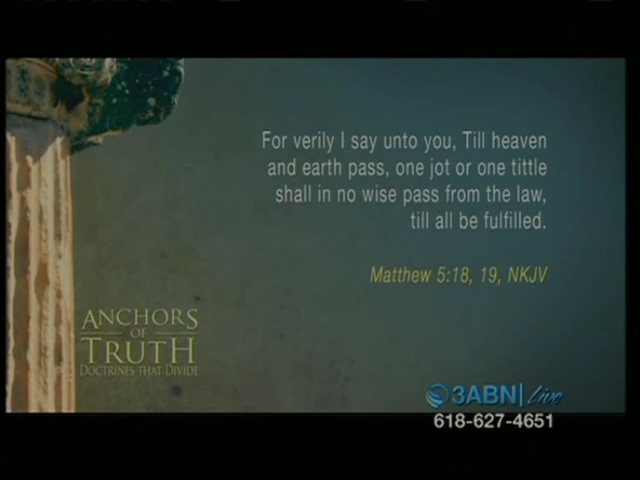 For verily I say unto you, Till heaven
and earth pass, one jot or one tittle
shall in no wise pass from the law,
till all be fulfilled.
Matthew 5:18, 19, NKJV
ANCHORS
OF
TRUTH
DOCTRINES THAT DIVIDE
3ABN Live
618-627-4651